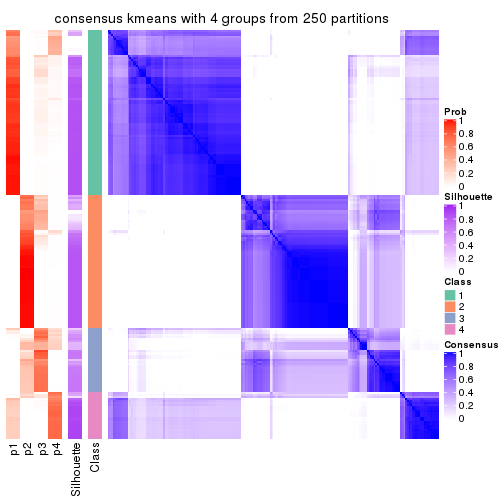 consensus kmeans with 4 groups from 250 partitions
Prob
1
0.8
0.6
0.4
0.2
0
Silhouette
1
0.8
0.6
0.4
0.2
0
Class
1
2
3
4
Consensus
1
0.8
0.6
0.4
0.2
0
p1
p2
p3
p4
Silhouette
Class